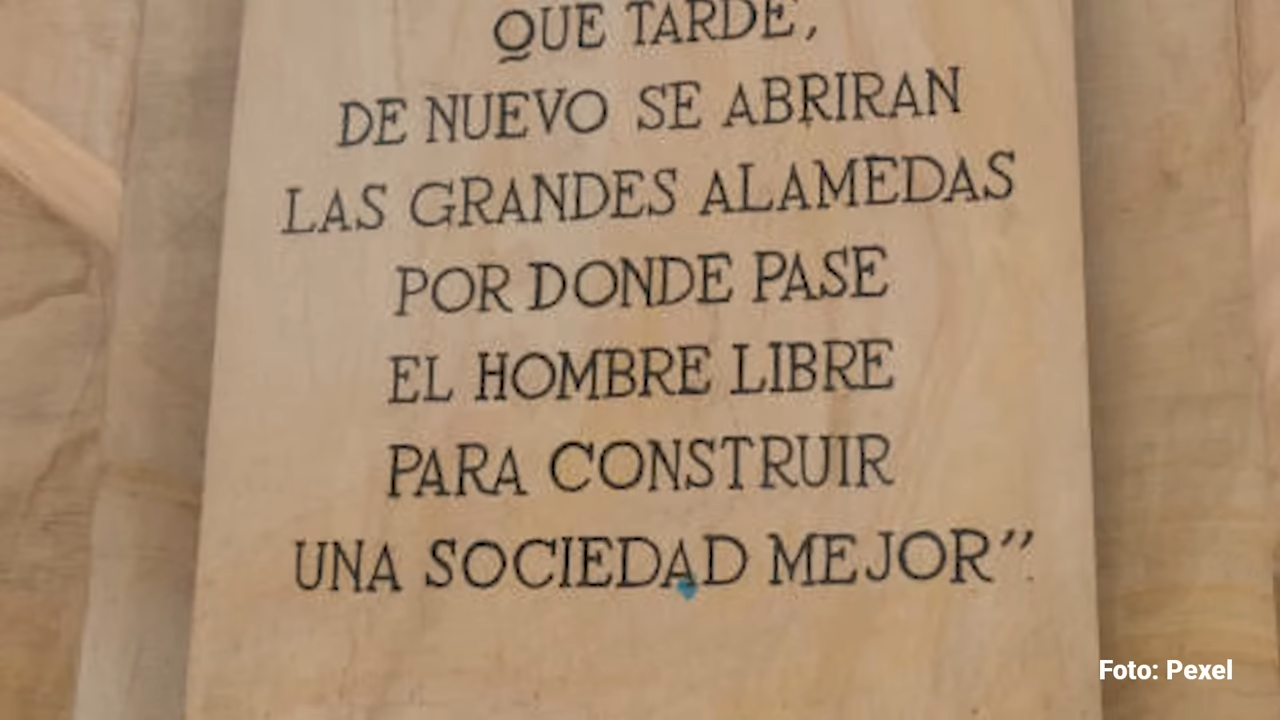 QUE TARDE,
DE NUEVO SE ABRIRAN
LAS GRANDES ALAMEDAS
POR DONDE PASE
EL HOMBRE LIBRE
PARA CONSTRUIR
UNA SOCIEDAD MEJOR”
Foto: Pexel